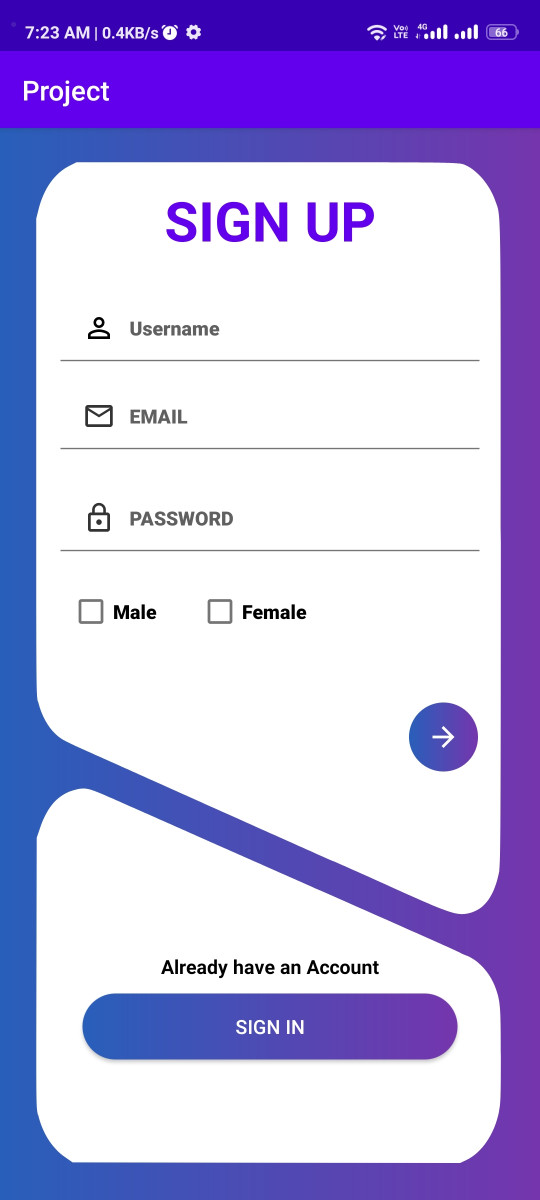 7:23 AM | 0.4KB/s
Vo)
LTE
4G
66
Project
SIGN UP
Username
EMAIL
PASSWORD
Male Female
Already have an Account
SIGN IN